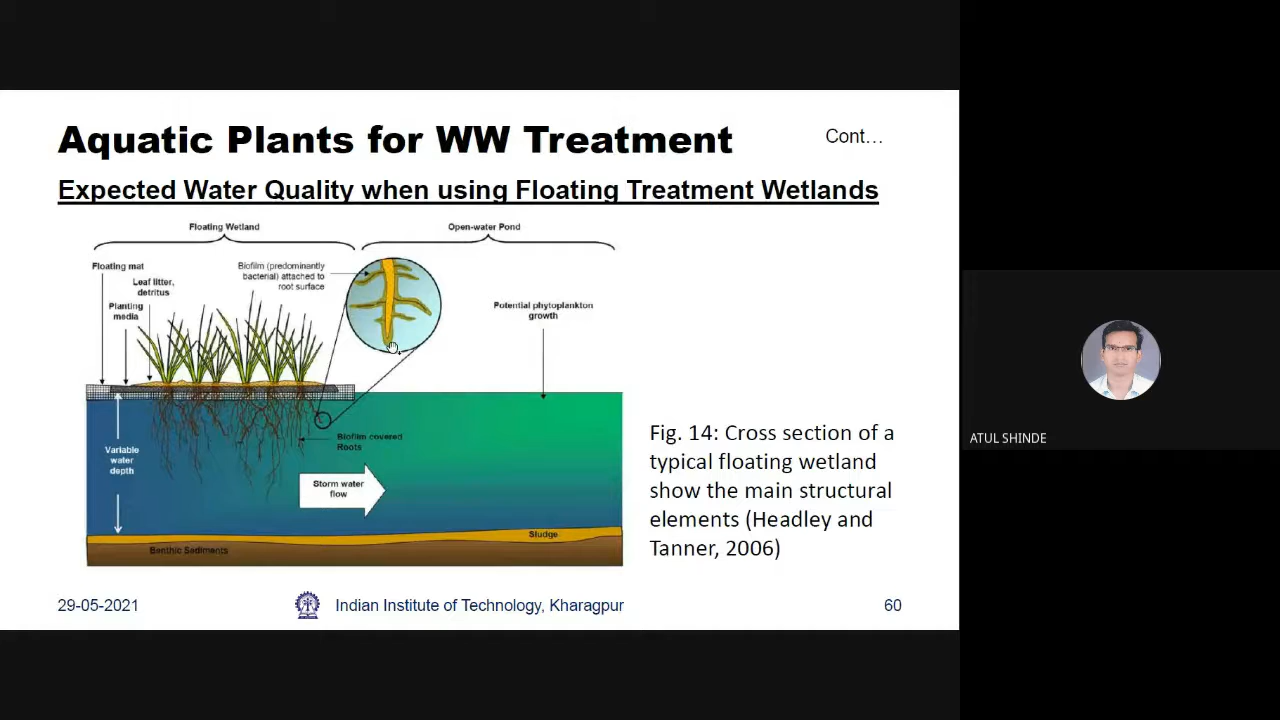 Aquatic Plants for WW Treatment
Cont...
Expected Water Quality when using Floating Treatment Wetlands
Floating Wetland
Open-water Pond
Floating mat
Leaf litter,
detritus
Planting
media
Biofilm (predominantly
bacterial) attached to
root surface
Potential phytoplankton
growth
Variable
water
depth
Biofilm covered
Roots
Storm water
flow
Sludge
Benthic Sediments
Fig. 14: Cross section of a
typical floating wetland
show the main structural
elements (Headley and
Tanner, 2006)
29-05-2021
Indian Institute of Technology, Kharagpur
60
ATUL SHINDE